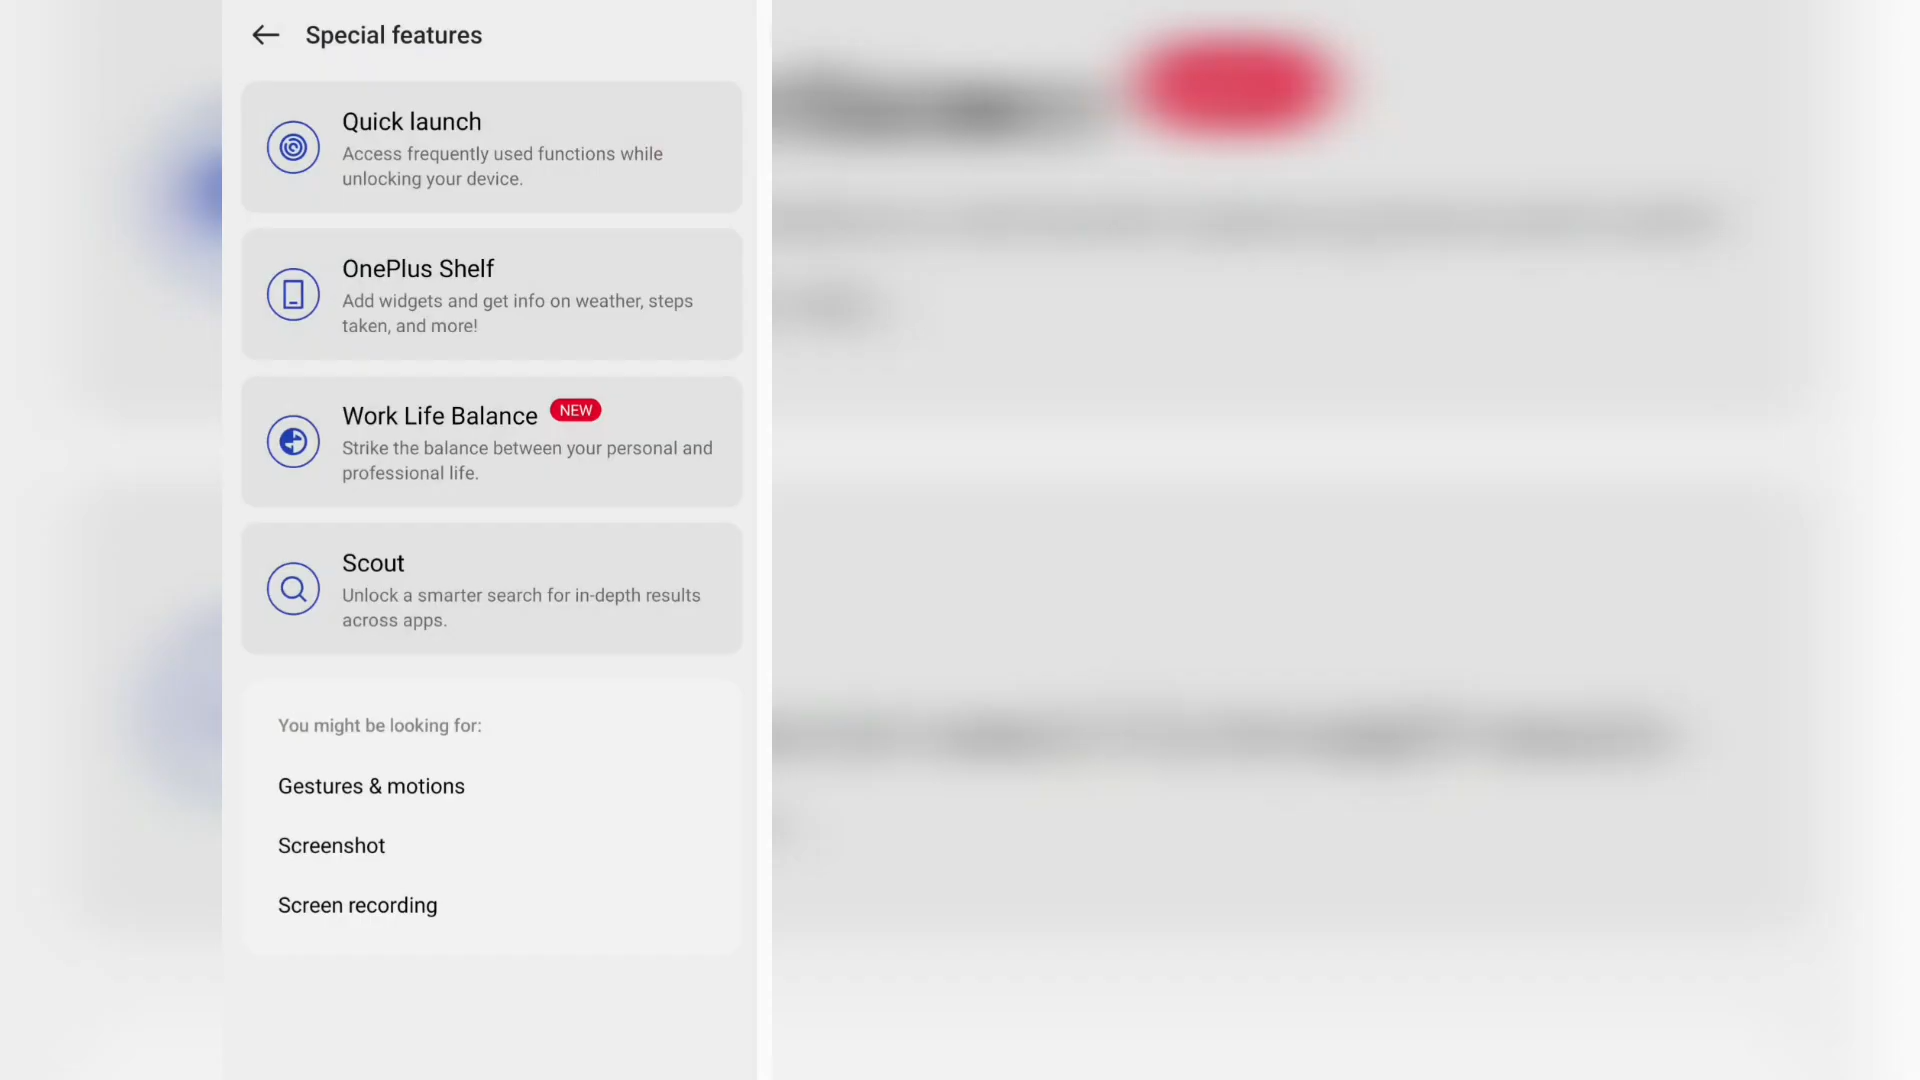 Special features
Quick launch
Access frequently used functions while
unlocking your device.
OnePlus Shelf
Add widgets and get info on weather, steps
taken, and more!
Work Life Balance NEW
Strike the balance between your personal and
professional life.
Scout
Unlock a smarter search for in-depth results
across apps.
You might be looking for:
Gestures & motions
Screenshot
Screen recording